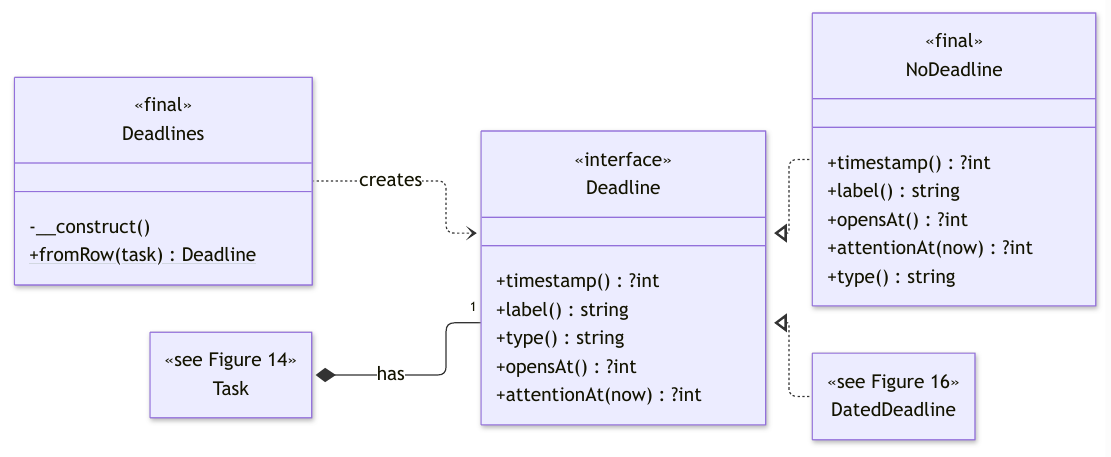 «final»
Deadlines
-__construct()
+fromRow(task) : Deadline
creates
«see Figure 14»
Task
has
1
«interface»
Deadline
+timestamp() : ?int
+label() : string
+type() : string
+opensAt() : ?int
+attentionAt(now) : ?int
«final»
NoDeadline
+timestamp() : ?int
+label() : string
+opensAt() : ?int
+attentionAt(now) : ?int
+type() : string
«see Figure 16»
DatedDeadline